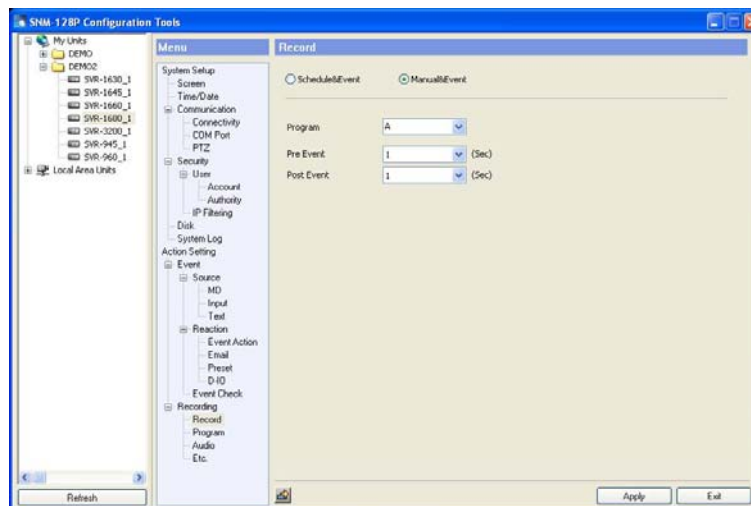 SNM-128P Configuration Tools
My Units
DEMO
DEMO2
SVR-1630_1
SVR-1645_1
SVR-1660_1
SVR-1600_1
SVR-3200_1
SVR-945_1
SVR-960_1
Local Area Units
Refresh
Menu
System Setup
Screen
Time/Date
Communication
Connectivity
COM Port
PTZ
Security
User
Account
Authority
IP Filtering
Disk
System Log
Action Setting
Event
Source
MD
Input
Text
Reaction
Event Action
Email
Preset
D-IO
Event Check
Recording
Record
Program
Audio
Etc.
Record
Schedule&Event Manual&Event
Program A
Pre Event 1 (Sec)
Post Event 1 (Sec)
Apply Exit